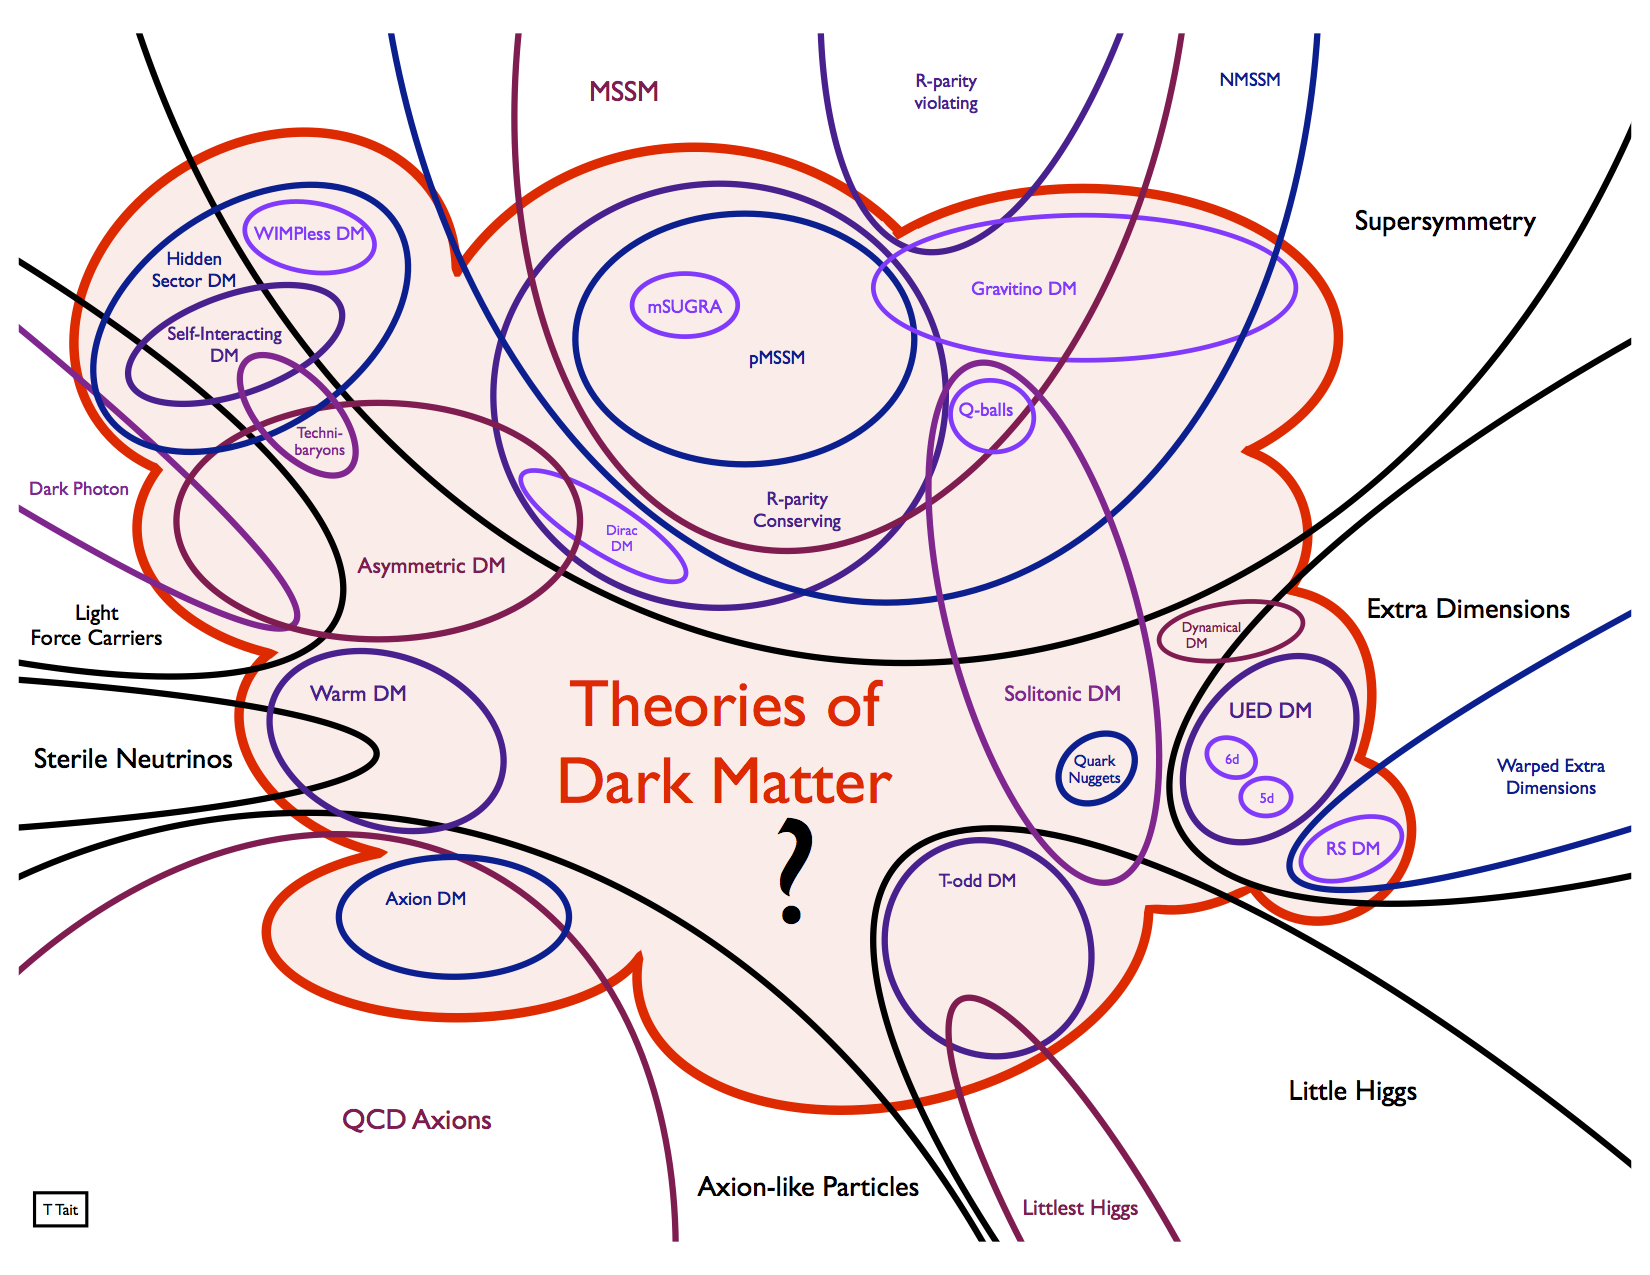 MSSM
R-parity
violating
NMSSM
Supersymmetry
WIMPless DM
Hidden
Sector DM
Gravitino DM
mSUGRA
Self-Interacting
DM
pMSSM
Q-balls
Techni-
baryons
Dark Photon
R-parity
Conserving
Dirac
DM
Asymmetric DM
Light
Force Carriers
Extra Dimensions
Dynamical
DM
Warm DM
Theories of
Dark Matter
?
Solitonic DM
UED DM
Sterile Neutrinos
Quark
Nuggets
6d
5d
Warped Extra
Dimensions
RS DM
T-odd DM
Axion DM
Little Higgs
QCD Axions
Axion-like Particles
Littlest Higgs
T Tait